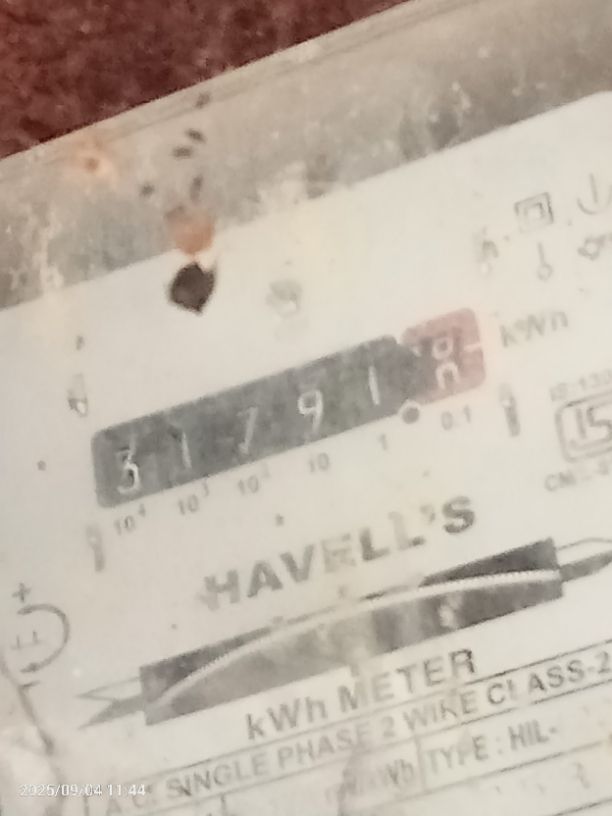 kWh
3 1 7 9 1
10⁴ 10³ 10² 10 1 0.1
HAVELL'S
kWh METER
A.C. SINGLE PHASE 2 WIRE CLASS-2
TYPE : HIL-
2025/09/04 11:44